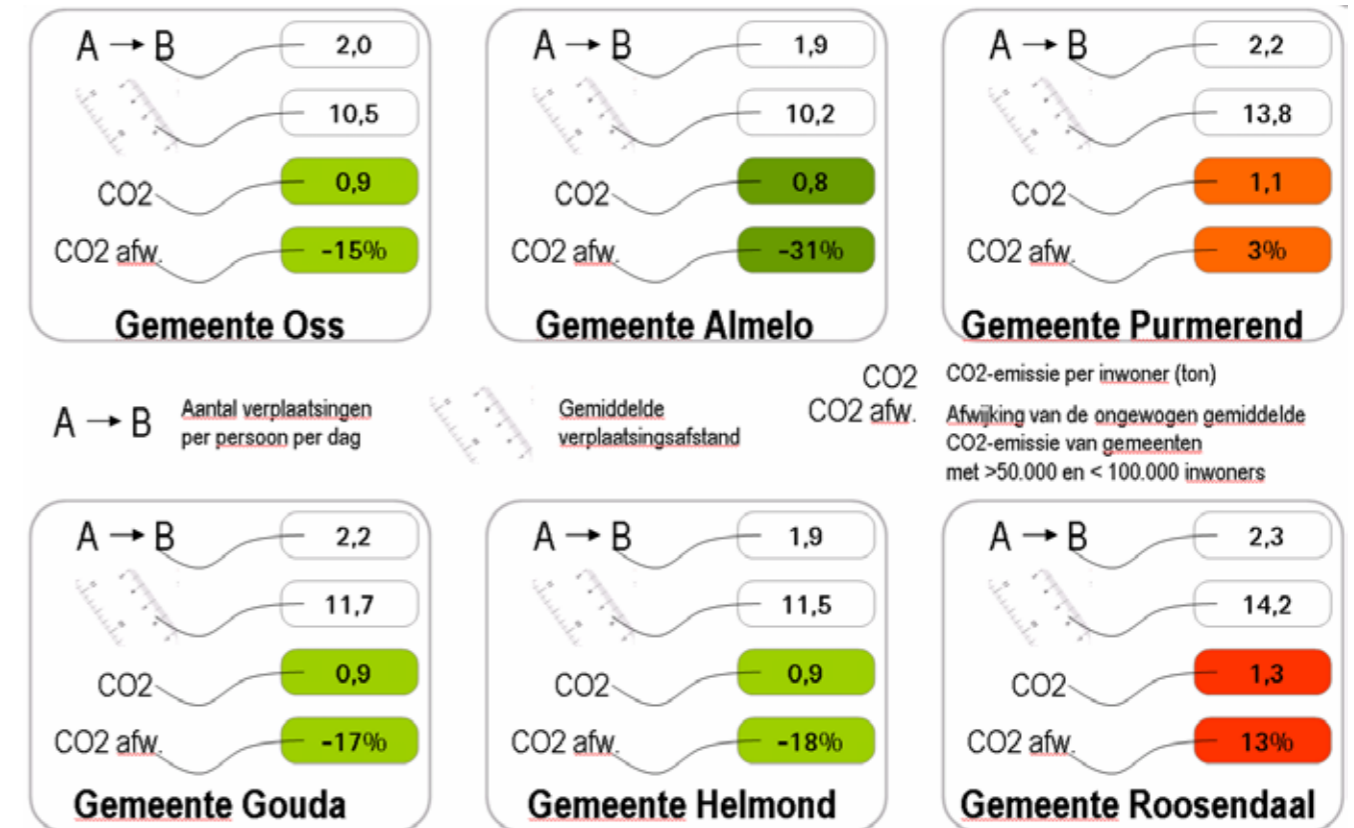 A → B 2,0
10,5
CO2 0,9
CO2 afw. -15%
Gemeente Oss
A → B 1,9
10,2
CO2 0,8
CO2 afw. -31%
Gemeente Almelo
A → B 2,2
13,8
CO2 1,1
CO2 afw. 3%
Gemeente Purmerend
A → B Aantal verplaatsingen
per persoon per dag
Gemiddelde
verplaatsingsafstand
CO2 CO2-emissie per inwoner (ton)
CO2 afw. Afwijking van de ongewogen gemiddelde
CO2-emissie van gemeenten
met >50.000 en < 100.000 inwoners
A → B 2,2
11,7
CO2 0,9
CO2 afw. -17%
Gemeente Gouda
A → B 1,9
11,5
CO2 0,9
CO2 afw. -18%
Gemeente Helmond
A → B 2,3
14,2
CO2 1,3
CO2 afw. 13%
Gemeente Roosendaal